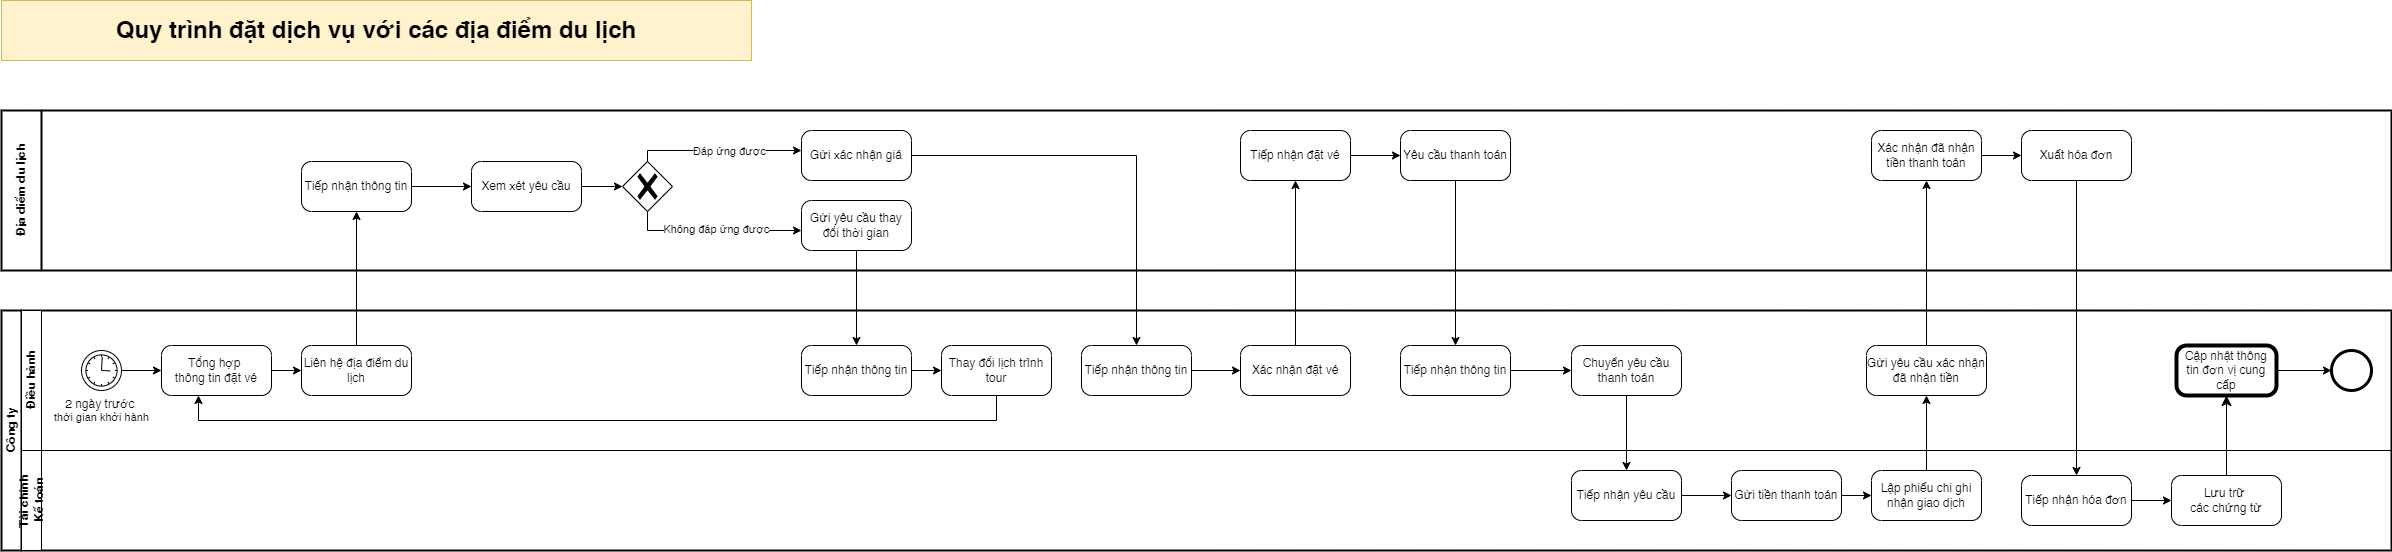 Quy trình đặt dịch vụ với các địa điểm du lịch
Địa điểm du lịch
Tiếp nhận thông tin
Xem xét yêu cầu
Đáp ứng được
Không đáp ứng được
Gửi xác nhận giá
Gửi yêu cầu thay
đổi thời gian
Tiếp nhận đặt vé
Yêu cầu thanh toán
Xác nhận đã nhận
tiền thanh toán
Xuất hóa đơn
Công ty
Điều hành
2 ngày trước
thời gian khởi hành
Tổng hợp
thông tin đặt vé
Liên hệ địa điểm du
lịch
Tiếp nhận thông tin
Thay đổi lịch trình
tour
Tiếp nhận thông tin
Xác nhận đặt vé
Tiếp nhận thông tin
Chuyển yêu cầu
thanh toán
Gửi yêu cầu xác nhận
đã nhận tiền
Cập nhật thông
tin đơn vị cung
cấp
Tài chính
Kế toán
Tiếp nhận yêu cầu
Gửi tiền thanh toán
Lập phiếu chi ghi
nhận giao dịch
Tiếp nhận hóa đơn
Lưu trữ
các chứng từ